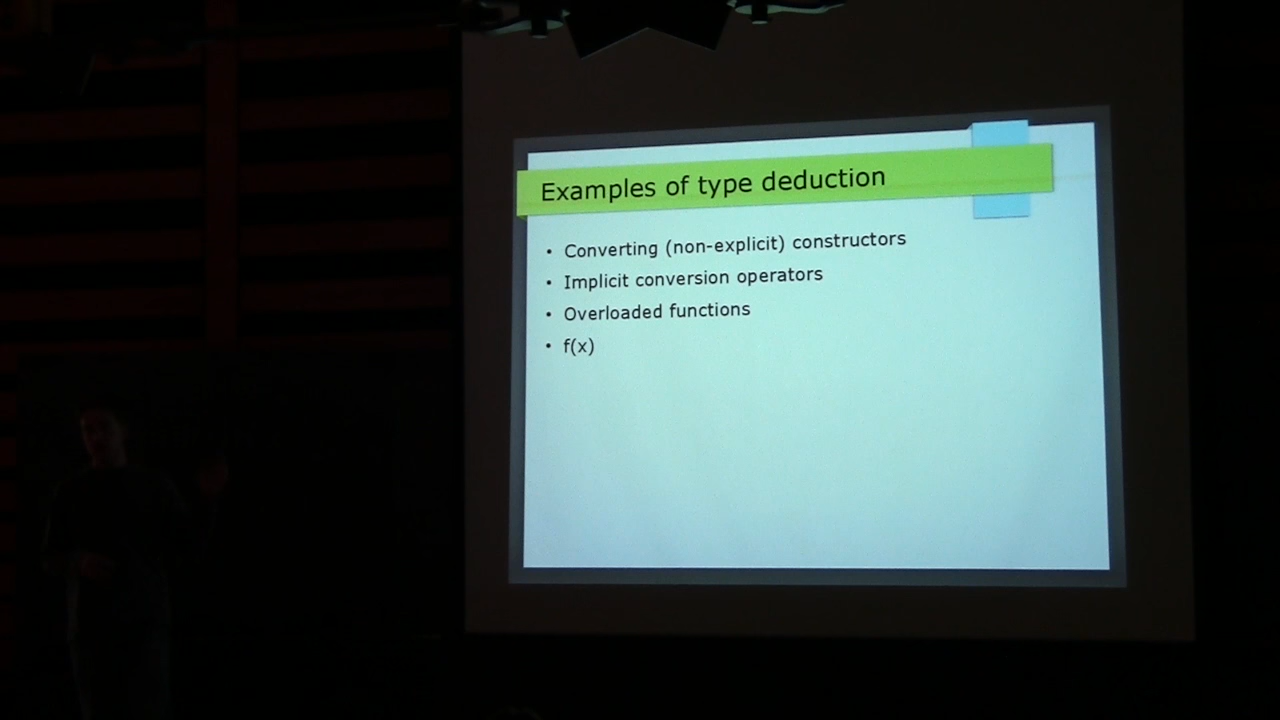 Examples of type deduction
• Converting (non-explicit) constructors
• Implicit conversion operators
• Overloaded functions
• f(x)